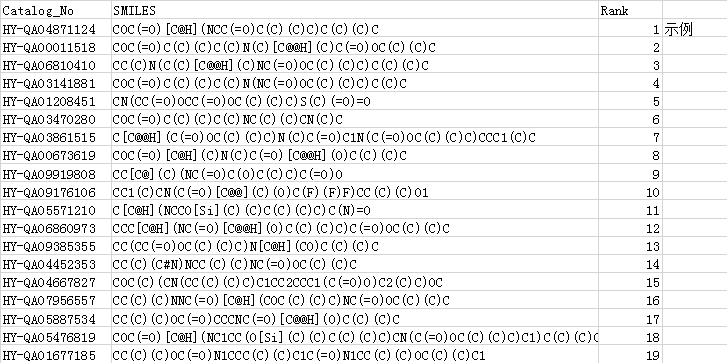 Catalog_No SMILES Rank
HY-QA04871124 COC(=O)[C@H](NCC(=O)C(C)(C)C)C(C)(C)C 1 示例
HY-QA00011518 COC(=O)C(C)(C)C(C)N(C)[C@@H](C)C(=O)OC(C)(C)C 2
HY-QA06810410 CC(C)N(C(C)[C@@H](C)NC(=O)OC(C)(C)C)C(C)(C)C 3
HY-QA03141881 COC(=O)C(C)(C)C(C)N(NC(=O)OC(C)(C)C)C(C)C 4
HY-QA01208451 CN(CC(=O)OCC(=O)OC(C)(C)C)S(C)(=O)=O 5
HY-QA03470280 COC(=O)C(C)(C)C(C)NC(C)(C)CN(C)C 6
HY-QA03861515 C[C@@H](C(=O)OC(C)(C)C)N(C)C(=O)C1N(C(=O)OC(C)(C)C)CCC1(C)C 7
HY-QA00673619 COC(=O)[C@H](C)N(C)C(=O)[C@@H](O)C(C)(C)C 8
HY-QA09919808 CC[C@](C)(NC(=O)C(O)C(C)C)C(=O)O 9
HY-QA09176106 CC1(C)CN(C(=O)[C@@](C)(O)C(F)(F)F)CC(C)(C)O1 10
HY-QA05571210 C[C@H](NCCO[Si](C)(C)C(C)(C)C)C(N)=O 11
HY-QA06860973 CCC[C@H](NC(=O)[C@@H](O)C(C)(C)C)C(=O)OC(C)(C)C 12
HY-QA09385355 CC(CC(=O)OC(C)(C)C)N[C@H](CO)C(C)(C)C 13
HY-QA04452353 CC(C)(C#N)NCC(C)(C)NC(=O)OC(C)(C)C 14
HY-QA04667827 COC(C)(CN(CC(C)(C)C)C1CC2CCC1(C(=O)O)C2(C)C)OC 15
HY-QA07956557 CC(C)(C)NNC(=O)[C@H](COC(C)(C)C)NC(=O)OC(C)(C)C 16
HY-QA05887534 CC(C)(C)OC(=O)CCCNC(=O)[C@@H](O)C(C)(C)C 17
HY-QA05476819 COC(=O)[C@H](NC1CC(O[Si](C)(C)C(C)(C)C)CN(C(=O)OC(C)(C)C)C1)C(C)(C)C 18
HY-QA01677185 CC(C)(C)OC(=O)N1CCC(C)(C)C1C(=O)N1CC(C)(C)OC(C)(C)C1 19